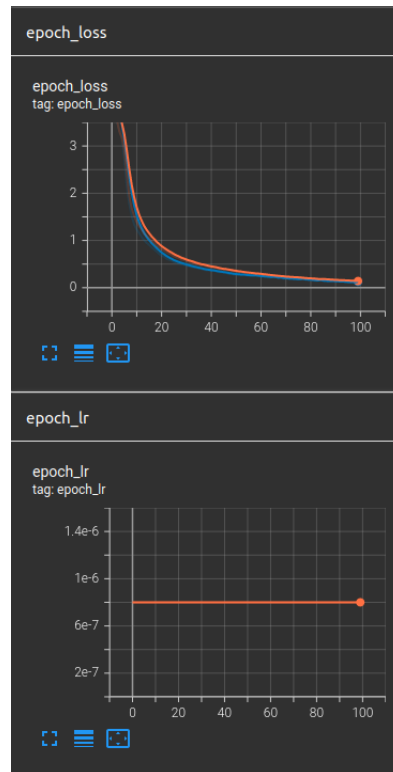 epoch_loss
epoch_loss
tag: epoch_loss
3
2
1
0
0 20 40 60 80 100
epoch_lr
epoch_lr
tag: epoch_lr
1.4e-6
1e-6
6e-7
2e-7
0 20 40 60 80 100